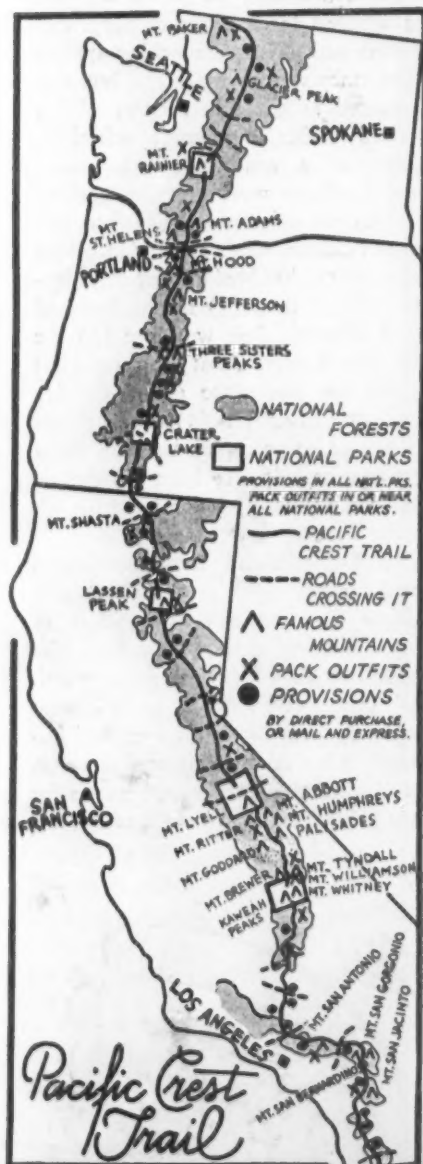 MT. BAKER
SEATTLE
GLACIER PEAK
SPOKANE
MT.
RAINIER
MT.
ST. HELENS
MT. ADAMS
PORTLAND
MT. HOOD
MT. JEFFERSON
THREE SISTERS
PEAKS
CRATER
LAKE
NATIONAL
FORESTS
NATIONAL PARKS
PROVISIONS IN ALL NAT'L. PKS.
PACK OUTFITS IN OR NEAR
ALL NATIONAL PARKS.
MT. SHASTA
PACIFIC
CREST TRAIL
LASSEN
PEAK
ROADS
CROSSING IT
FAMOUS
MOUNTAINS
X PACK OUTFITS
PROVISIONS
BY DIRECT PURCHASE,
OR MAIL AND EXPRESS.
SAN
FRANCISCO
MT. ABBOTT
MT. HUMPHREYS
PALISADES
MT. LYELL
MT. RITTER
MT. GODDARD
MT. BREWER
KAWEAH
PEAKS
MT. TYNDALL
MT. WILLIAMSON
MT. WHITNEY
LOS ANGELES
MT. SAN ANTONIO
MT. SAN GORGONIO
MT. SAN JACINTO
MT. SAN BERNARDINO
Pacific Crest
Trail